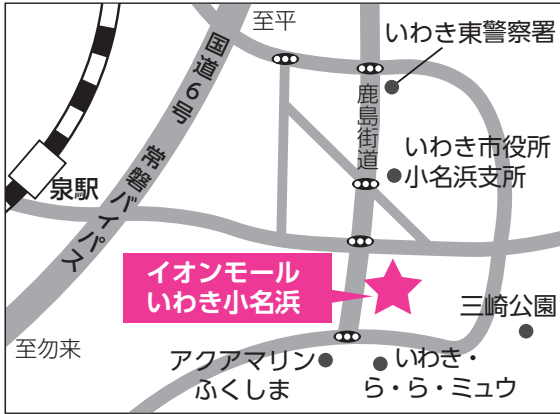 至平
いわき東警察署
国道6号 常磐バイパス
鹿島街道
いわき市役所
小名浜支所
泉駅
イオンモール
いわき小名浜
三崎公園
至勿来
アクアマリン
ふくしま
いわき・
ら・ら・ミュウ